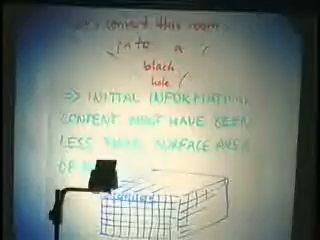 convert this room
into a
black
hole!
⇒ INITIAL INFORMATION
CONTENT MUST HAVE BEEN
LESS THAN SURFACE AREA
OF